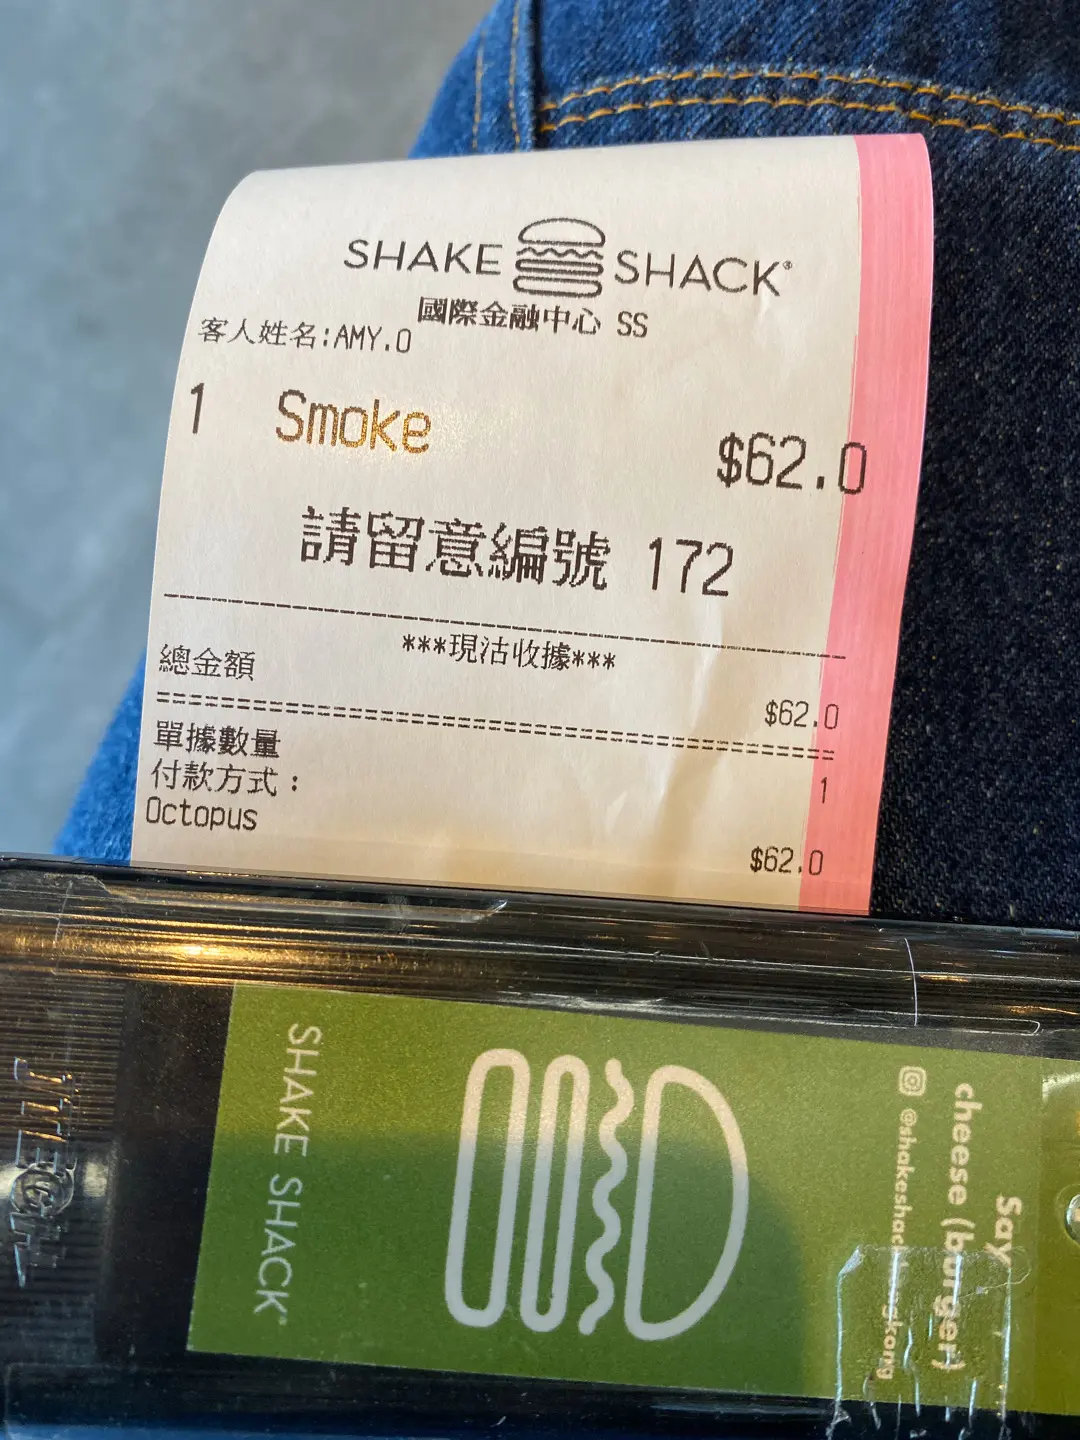 SHAKE SHACK
國際金融中心 SS
客人姓名:AMY.O
1 Smoke $62.0
請留意編號 172
***現沽收據***
總金額 $62.0
單據數量 1
付款方式：
Octopus $62.0
SHAKE SHACK
Say
cheese (burger)
JTECH